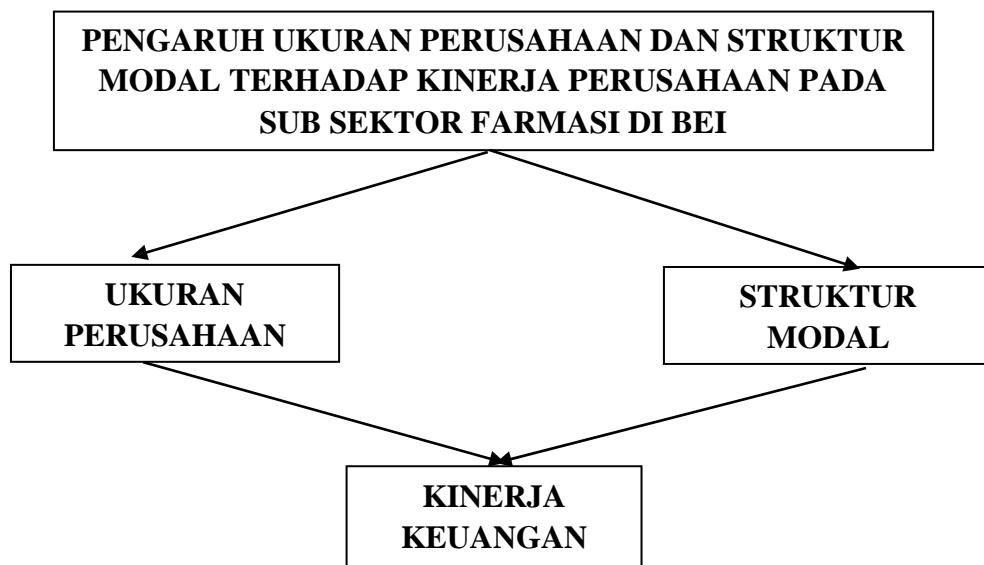 PENGARUH UKURAN PERUSAHAAN DAN STRUKTUR
MODAL TERHADAP KINERJA PERUSAHAAN PADA
SUB SEKTOR FARMASI DI BEI
UKURAN
PERUSAHAAN
STRUKTUR
MODAL
KINERJA
KEUANGAN